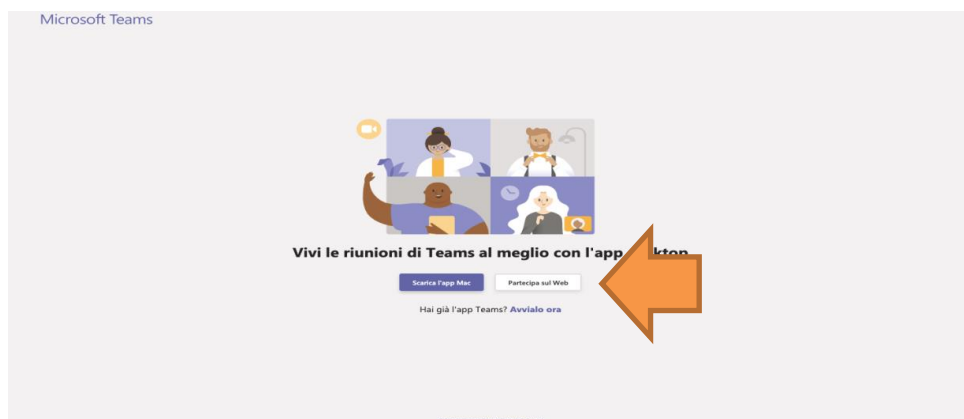 Microsoft Teams
Vivi le riunioni di Teams al meglio con l'app ktop
Scarica l'app Mac
Partecipa sul Web
Hai già l'app Teams? Avvialo ora